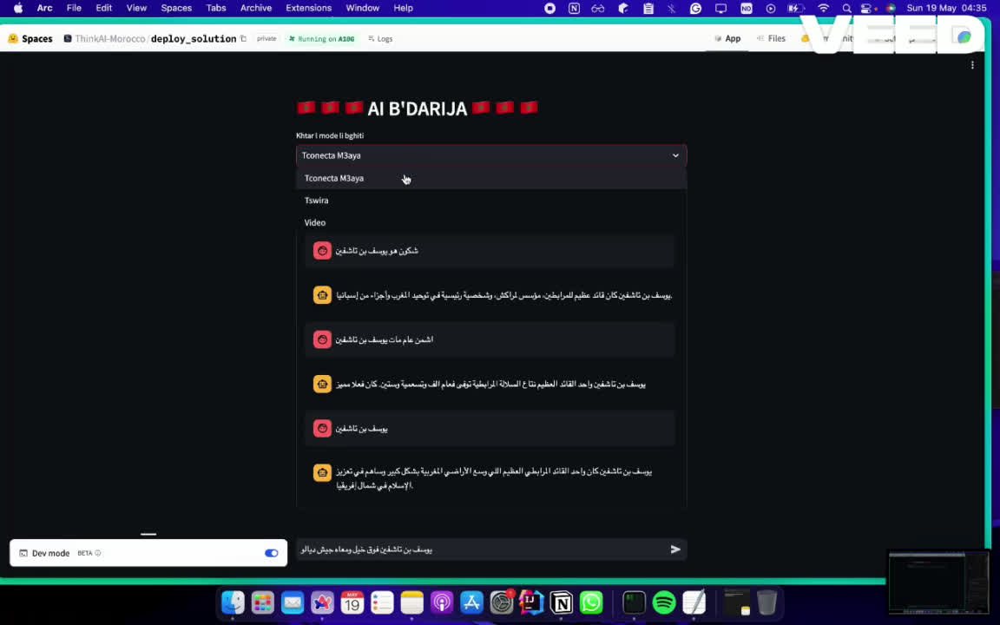 Arc File Edit View Spaces Tabs Archive Extensions Window Help NO Sun 19 May 04:35
VEED
Spaces ThinkAI-Morocco/deploy_solution private Running on A10G Logs App Files
AI B'DARIJA
Khtar l mode li bghiti
Tconecta M3aya
Tconecta M3aya
Tswira
Video
شكون هو يوسف بن تاشفين
يوسف بن تاشفين كان قائد عظيم للمرابطين، مؤسس لمراكش، وشخصية رئيسية في توحيد المغرب وأجزاء من إسبانيا.
اشمن عام مات يوسف بن تاشفين
يوسف بن تاشفين واحد القائد العظيم نتاع السلالة المرابطية توفى فعام الف وتسعمية وستين. كان فعلا مميز
يوسف بن تاشفين
يوسف بن تاشفين كان واحد القائد المرابطي العظيم اللي وسع الأراضي المغربية بشكل كبير وساهم في تعزيز
الإسلام في شمال إفريقيا.
يوسف بن تاشفين فوق خيل ومعاه جيش ديالو
Dev mode BETA
MAY
19